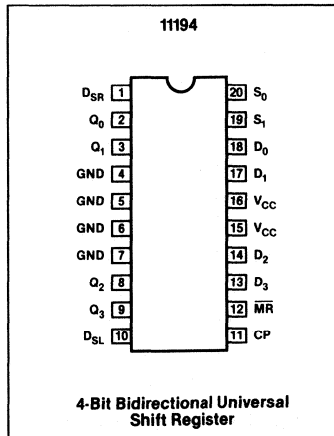 11194
DSR 1 20 S0
Q0 2 19 S1
Q1 3 18 D0
GND 4 17 D1
GND 5 16 VCC
GND 6 15 VCC
GND 7 14 D2
Q2 8 13 D3
Q3 9 12 MR
DSL 10 11 CP
4-Bit Bidirectional Universal
Shift Register